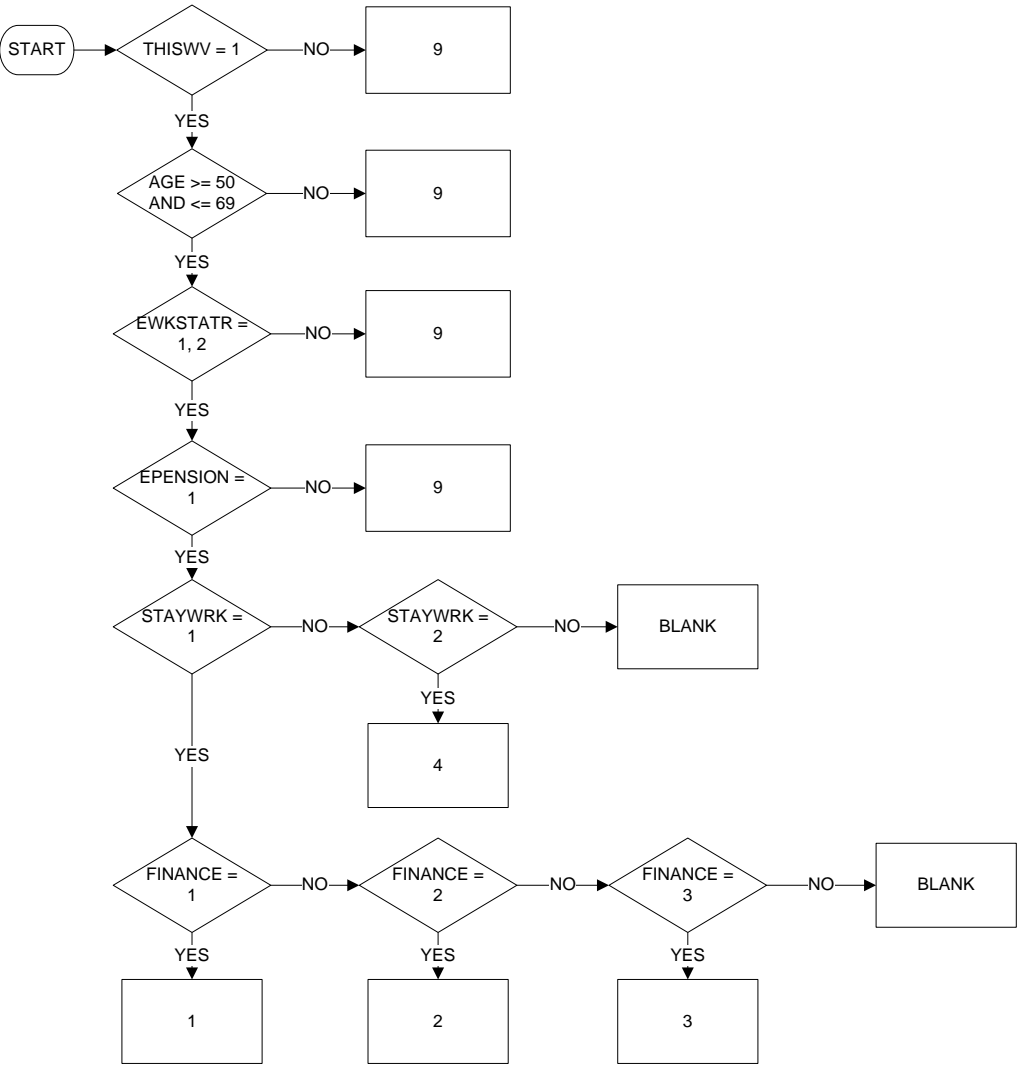 START
THISWV = 1
NO
9
YES
AGE >= 50
AND <= 69
NO
9
YES
EWKSTATR =
1, 2
NO
9
YES
EPENSION =
1
NO
9
YES
STAYWRK =
1
NO
STAYWRK =
2
NO
BLANK
YES
4
YES
FINANCE =
1
NO
FINANCE =
2
NO
FINANCE =
3
NO
BLANK
YES
YES
YES
1
2
3